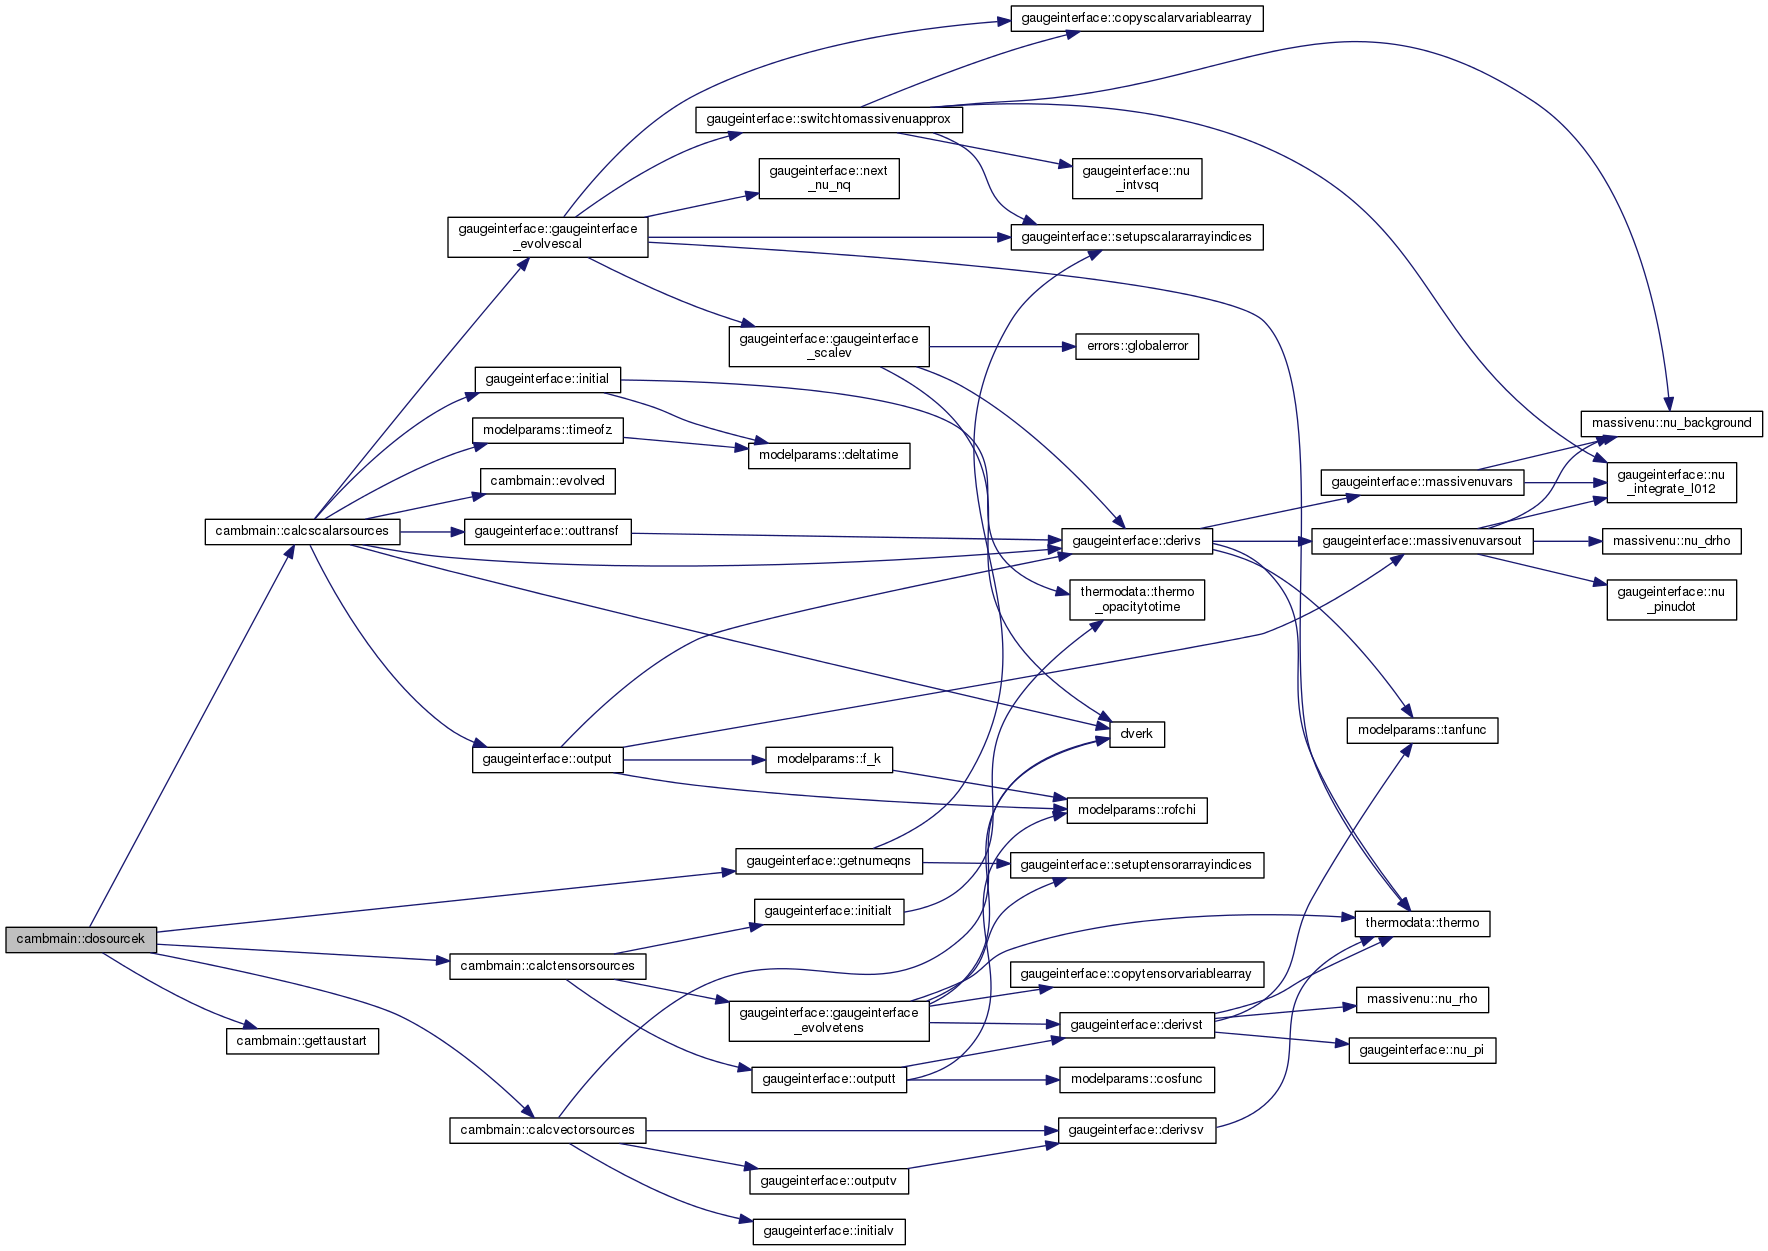 gaugeinterface::copyscalarvariablearray
gaugeinterface::switchtomassivenuapprox
gaugeinterface::next
_nu_nq
gaugeinterface::nu
_intvsq
gaugeinterface::gaugeinterface
_evolvescal
gaugeinterface::setupscalararrayindices
gaugeinterface::gaugeinterface
_scalev
errors::globalerror
gaugeinterface::initial
modelparams::timeofz
modelparams::deltatime
massivenu::nu_background
cambmain::evolved
gaugeinterface::massivenuvars
gaugeinterface::nu
_integrate_l012
cambmain::calcscalarsources
gaugeinterface::outtransf
gaugeinterface::derivs
gaugeinterface::massivenuvarsout
massivenu::nu_drho
thermodata::thermo
_opacitytotime
gaugeinterface::nu
_pinudot
dverk
modelparams::tanfunc
gaugeinterface::output
modelparams::f_k
modelparams::rofchi
gaugeinterface::getnumeqns
gaugeinterface::setuptensorarrayindices
gaugeinterface::initialt
thermodata::thermo
cambmain::dosourcek
cambmain::calctensorsources
gaugeinterface::copytensorvariablearray
massivenu::nu_rho
gaugeinterface::gaugeinterface
_evolvetens
gaugeinterface::derivst
cambmain::gettaustart
gaugeinterface::nu_pi
gaugeinterface::outputt
modelparams::cosfunc
cambmain::calcvectorsources
gaugeinterface::derivsv
gaugeinterface::outputv
gaugeinterface::initialv